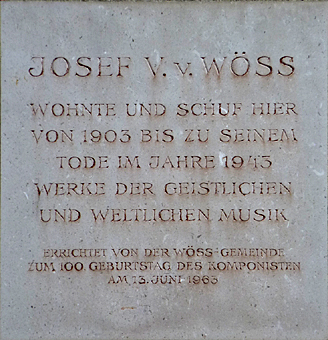 JOSEF V. v. WÖSS
WOHNTE UND SCHUF HIER
VON 1903 BIS ZU SEINEM
TODE IM JAHRE 1943
WERKE DER GEISTLICHEN
UND WELTLICHEN MUSIK
ERRICHTET VON DER WÖSS-GEMEINDE
ZUM 100. GEBURTSTAG DES KOMPONISTEN
AM 13. JUNI 1963